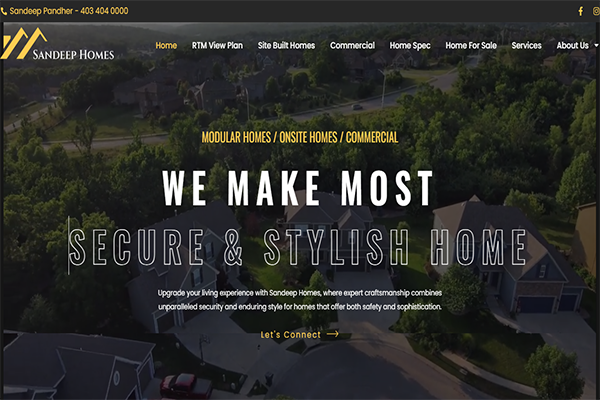 Sandeep Pandher - 403 404 0000
SANDEEP HOMES
Home RTM View Plan Site Built Homes Commercial Home Spec Home For Sale Services About Us
MODULAR HOMES / ONSITE HOMES / COMMERCIAL
WE MAKE MOST
SECURE & STYLISH HOME
Upgrade your living experience with Sandeep Homes, where expert craftsmanship combines
unparalleled security and enduring style for homes that offer both safety and sophistication.
Let's Connect